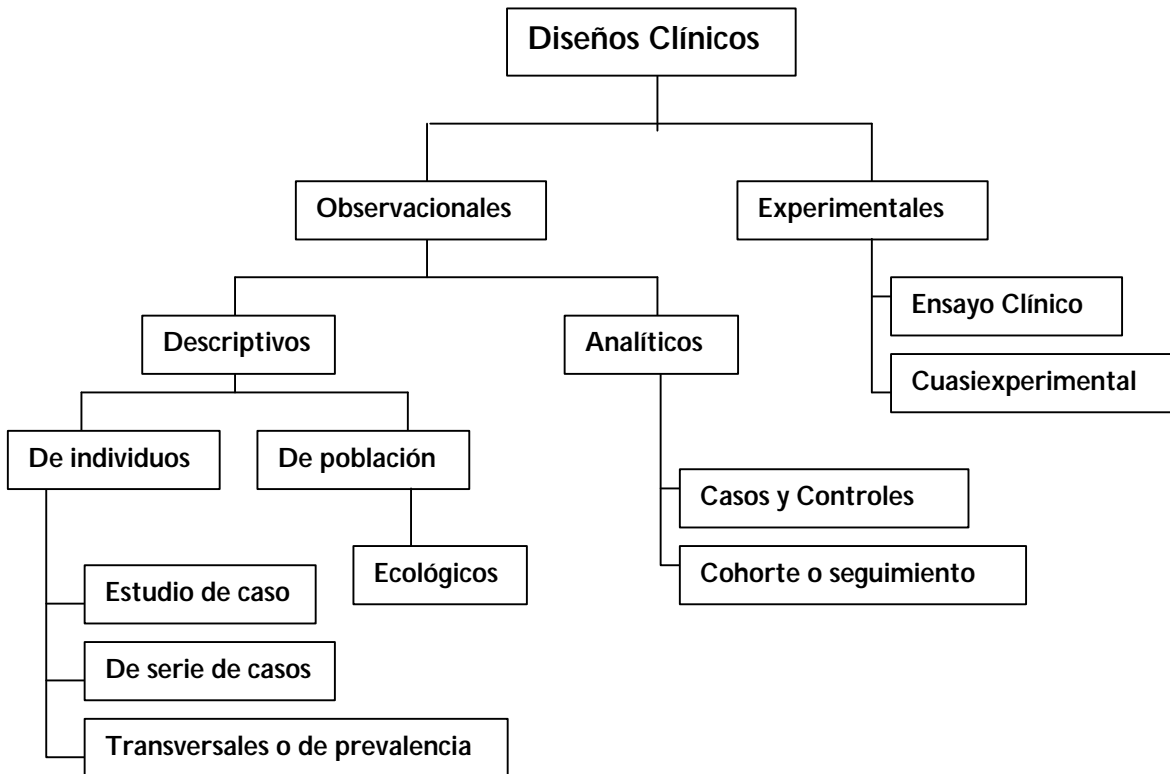 Diseños Clínicos
Observacionales
Experimentales
Ensayo Clínico
Descriptivos
Analíticos
Cuasiexperimental
De individuos
De población
Casos y Controles
Ecológicos
Cohorte o seguimiento
Estudio de caso
De serie de casos
Transversales o de prevalencia